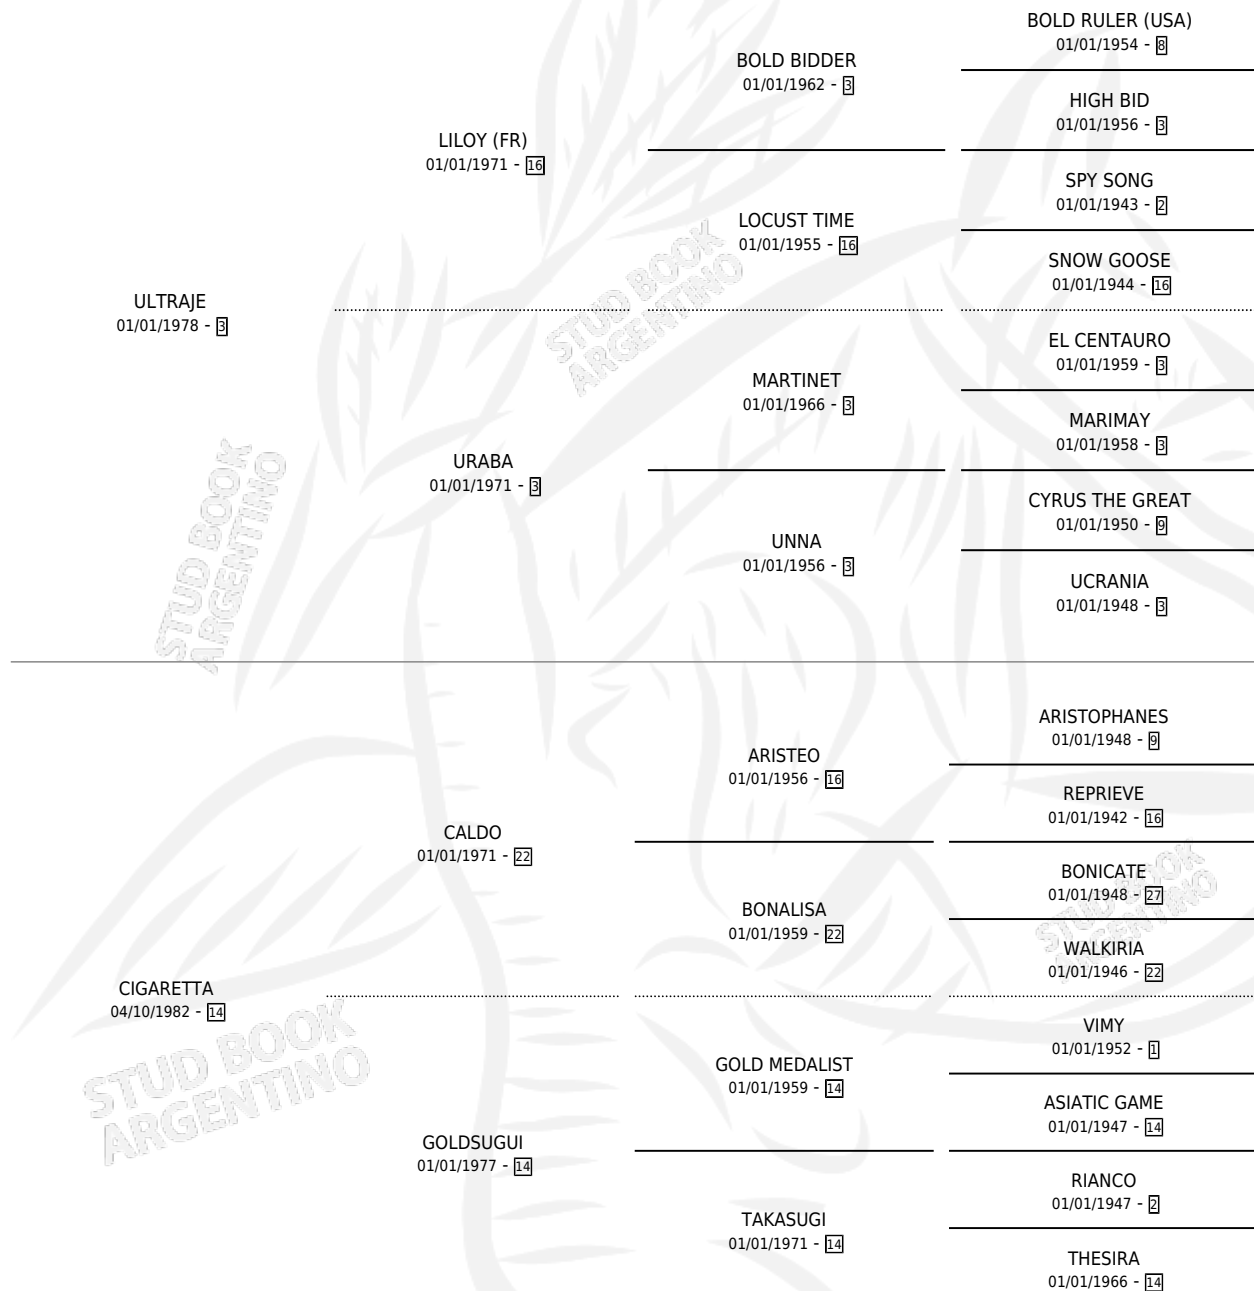 BOLD RULER (USA)
01/01/1954 - 8
BOLD BIDDER
01/01/1962 - 3
HIGH BID
01/01/1956 - 3
LILOY (FR)
01/01/1971 - 16
SPY SONG
01/01/1943 - 2
LOCUST TIME
01/01/1955 - 16
SNOW GOOSE
01/01/1944 - 16
ULTRAJE
01/01/1978 - 3
STUD BOOK
ARGENTINO
EL CENTAURO
01/01/1959 - 3
MARTINET
01/01/1966 - 3
MARIMAY
01/01/1958 - 3
URABA
01/01/1971 - 3
CYRUS THE GREAT
01/01/1950 - 9
UNNA
01/01/1956 - 3
UCRANIA
01/01/1948 - 3
STUD BOOK
ARGENTINO
ARISTOPHANES
01/01/1948 - 9
ARISTEO
01/01/1956 - 16
REPRIEVE
01/01/1942 - 16
CALDO
01/01/1971 - 22
BONICATE
01/01/1948 - 27
BONALISA
01/01/1959 - 22
WALKIRIA
01/01/1946 - 22
STUD BOOK
ARGENTINO
CIGARETTA
04/10/1982 - 14
STUD BOOK
ARGENTINO
VIMY
01/01/1952 - 1
GOLD MEDALIST
01/01/1959 - 14
ASIATIC GAME
01/01/1947 - 14
GOLDSUGUI
01/01/1977 - 14
RIANCO
01/01/1947 - 2
TAKASUGI
01/01/1971 - 14
THESIRA
01/01/1966 - 14